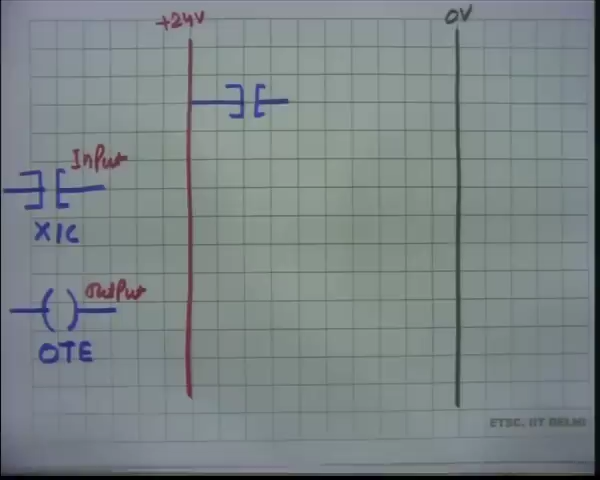 +24V
0V
Input
XIC
output
OTE
ETSC, IIT DELHI